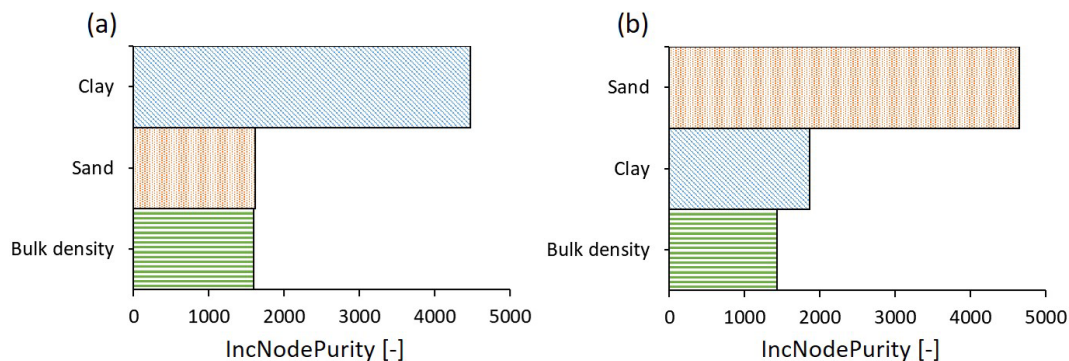 (a)
Clay
Sand
Bulk density
0 1000 2000 3000 4000 5000
IncNodePurity [-]
(b)
Sand
Clay
Bulk density
0 1000 2000 3000 4000 5000
IncNodePurity [-]